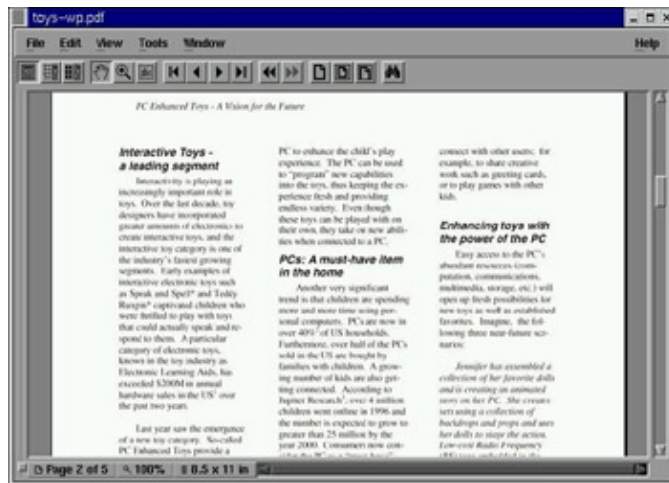 toys-wp.pdf
File Edit View Tools Window Help
PC Enhanced Toys - A Vision for the Future
Interactive Toys -
a leading segment
Interactivity is playing an
increasingly important role in
toys. Over the last decade, toy
designers have incorporated
greater amounts of electronics to
create interactive toys, and the
interactive toy category is one of
the industry's fastest growing
segments. Early examples of
interactive electronic toys such
as Speak and Spell* and Teddy
Ruxpin* captivated children who
were thrilled to play with toys
that could actually speak and re-
spond to them. A particular
category of electronic toys,
known in the toy industry as
Electronic Learning Aids, has
exceeded $200M in annual
hardware sales in the US¹ over
the past two years.
Last year saw the emergence
of a new toy category. So-called
PC Enhanced Toys provide a
PC to enhance the child's play
experience. The PC can be used
to "program" new capabilities
into the toys, thus keeping the ex-
perience fresh and providing
endless variety. Even though
these toys can be played with on
their own, they take on new abili-
ties when connected to a PC.
PCs: A must-have item
in the home
Another very significant
trend is that children are spending
more and more time using per-
sonal computers. PCs are now in
over 40%² of US households.
Furthermore, over half of the PCs
sold in the US are bought by
families with children. A grow-
ing number of kids are also get-
ting connected. According to
Jupiter Research³, over 4 million
children went online in 1996 and
the number is expected to grow to
greater than 25 million by the
year 2000. Consumers now con-
sider the PC as a "must have"
connect with other users; for
example, to share creative
work such as greeting cards,
or to play games with other
kids.
Enhancing toys with
the power of the PC
Easy access to the PC's
abundant resources (com-
putation, communications,
multimedia, storage, etc.) will
open up fresh possibilities for
new toys as well as established
favorites. Imagine, the fol-
lowing three near-future sce-
narios:
Jennifer has assembled a
collection of her favorite dolls
and is creating an animated
story on her PC. She creates
sets using a collection of
backdrops and props and uses
her dolls to stage the action.
Low-cost Radio Frequency
(RF) tags embedded in the
Page 2 of 5 100% 8.5 x 11 in